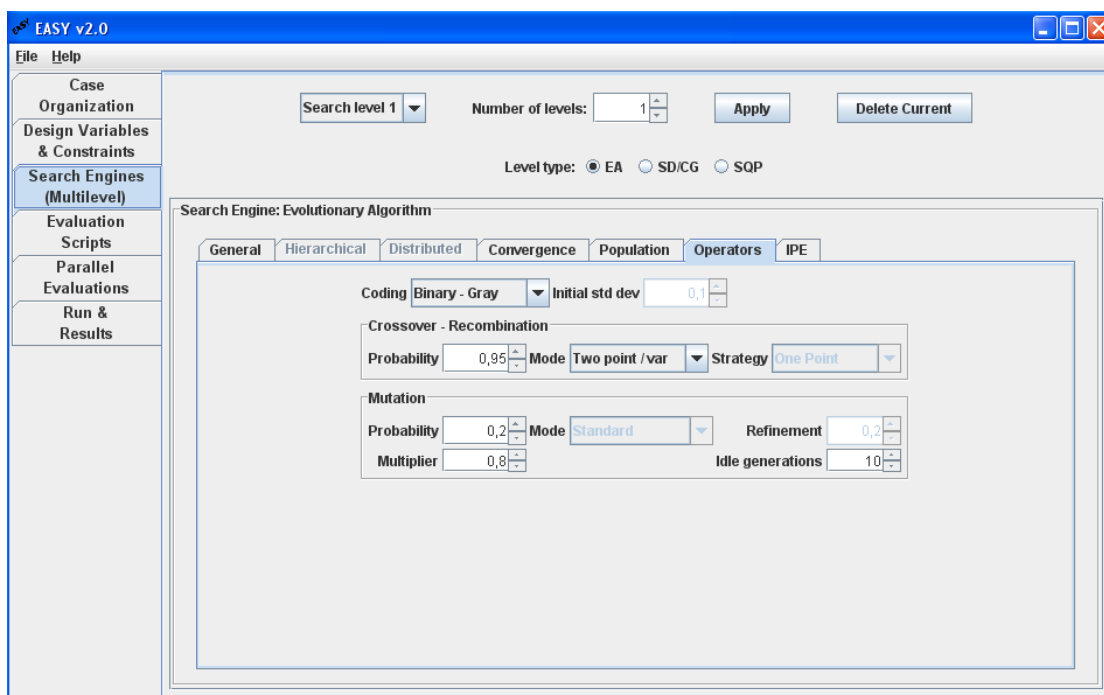 EASY v2.0
File Help
Case
Organization
Design Variables
& Constraints
Search Engines
(Multilevel)
Evaluation
Scripts
Parallel
Evaluations
Run &
Results
Search level 1 Number of levels: 1 Apply Delete Current
Level type: EA SD/CG SQP
Search Engine: Evolutionary Algorithm
General Hierarchical Distributed Convergence Population Operators IPE
Coding Binary - Gray Initial std dev 0,1
Crossover - Recombination
Probability 0,95 Mode Two point / var Strategy One Point
Mutation
Probability 0,2 Mode Standard Refinement 0,2
Multiplier 0,8 Idle generations 10